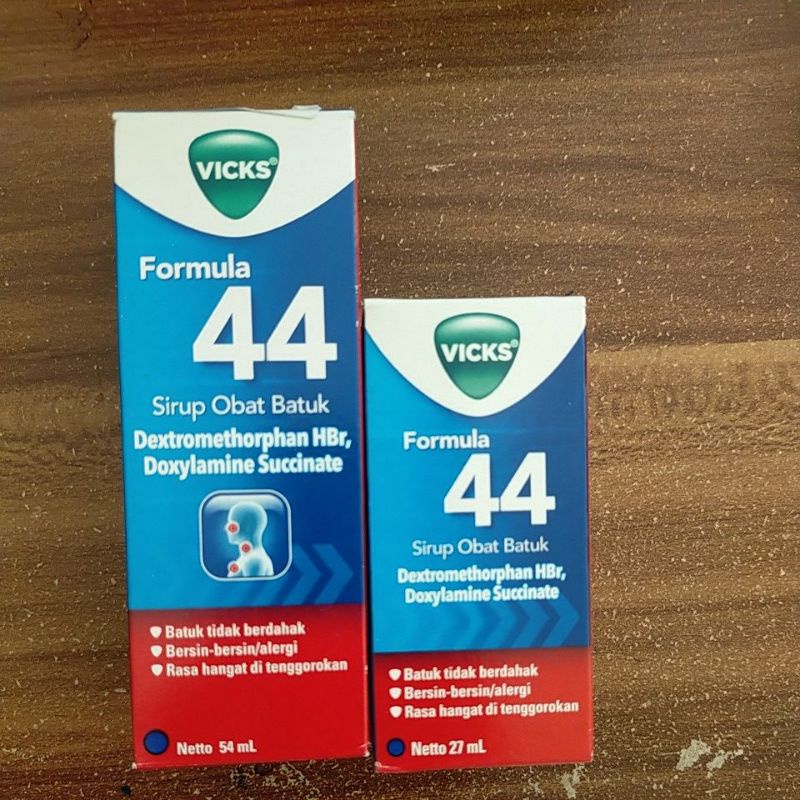 VICKS®
Formula
44
Sirup Obat Batuk
Dextromethorphan HBr,
Doxylamine Succinate
Batuk tidak berdahak
Bersin-bersin/alergi
Rasa hangat di tenggorokan
Netto 54 mL
VICKS®
Formula
44
Sirup Obat Batuk
Dextromethorphan HBr,
Doxylamine Succinate
Batuk tidak berdahak
Bersin-bersin/alergi
Rasa hangat di tenggorokan
Netto 27 mL